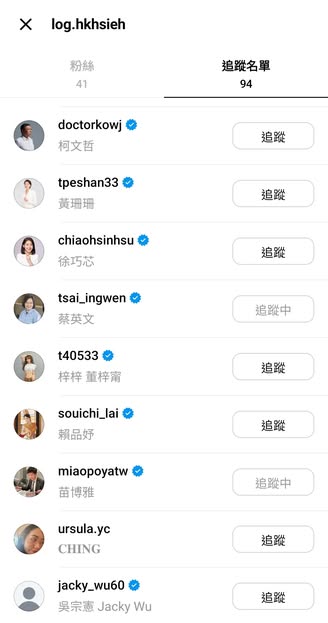 log.hkhsieh
粉絲
追蹤名單
41
94
doctorkowj
追蹤
柯文哲
tpeshan33
追蹤
黃珊珊
chiaohsinhsu
追蹤
徐巧芯
tsai_ingwen
追蹤中
蔡英文
t40533
追蹤
梓梓 董梓甯
souichi_lai
追蹤
賴品妤
miaopoyatw
追蹤中
苗博雅
ursula.yc
追蹤
CHING
jacky_wu60
追蹤
吳宗憲 Jacky Wu